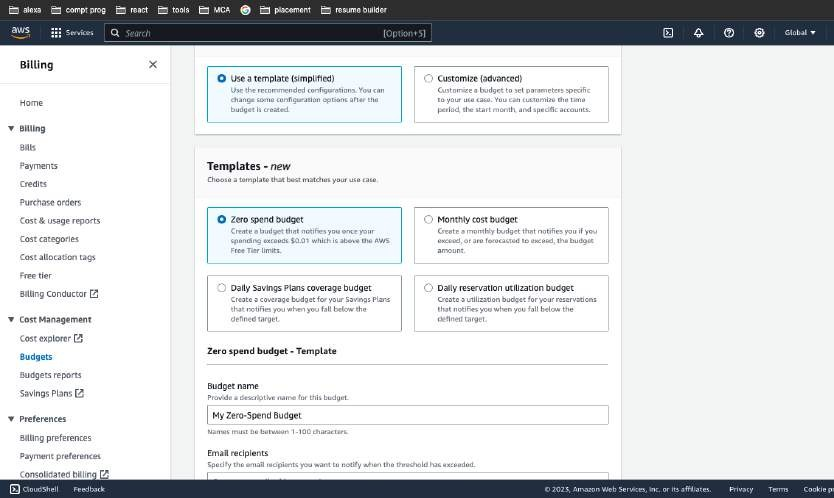 alexa compt prog react tools MCA placement resume builder
aws Services Search [Option+S] Global
Billing
Home
Billing
Bills
Payments
Credits
Purchase orders
Cost & usage reports
Cost categories
Cost allocation tags
Free tier
Billing Conductor
Cost Management
Cost explorer
Budgets
Budgets reports
Savings Plans
Preferences
Billing preferences
Payment preferences
Consolidated billing
Use a template (simplified)
Use the recommended configurations. You can
change some configuration options after the
budget is created.
Customize (advanced)
Customize a budget to set parameters specific
to your use case. You can customize the time
period, the start month, and specific accounts.
Templates - new
Choose a template that best matches your use case.
Zero spend budget
Create a budget that notifies you once your
spending exceeds $0.01 which is above the AWS
Free Tier limits.
Monthly cost budget
Create a monthly budget that notifies you if you
exceed, or are forecasted to exceed, the budget
amount.
Daily Savings Plans coverage budget
Create a coverage budget for your Savings Plans
that notifies you when you fall below the
defined target.
Daily reservation utilization budget
Create a utilization budget for your reservations
that notifies you when you fall below the
defined target.
Zero spend budget - Template
Budget name
Provide a descriptive name for this budget.
My Zero-Spend Budget
Names must be between 1-100 characters.
Email recipients
Specify the email recipients you want to notify when the threshold has exceeded.
CloudShell Feedback © 2023, Amazon Web Services, Inc. or its affiliates. Privacy Terms Cookie